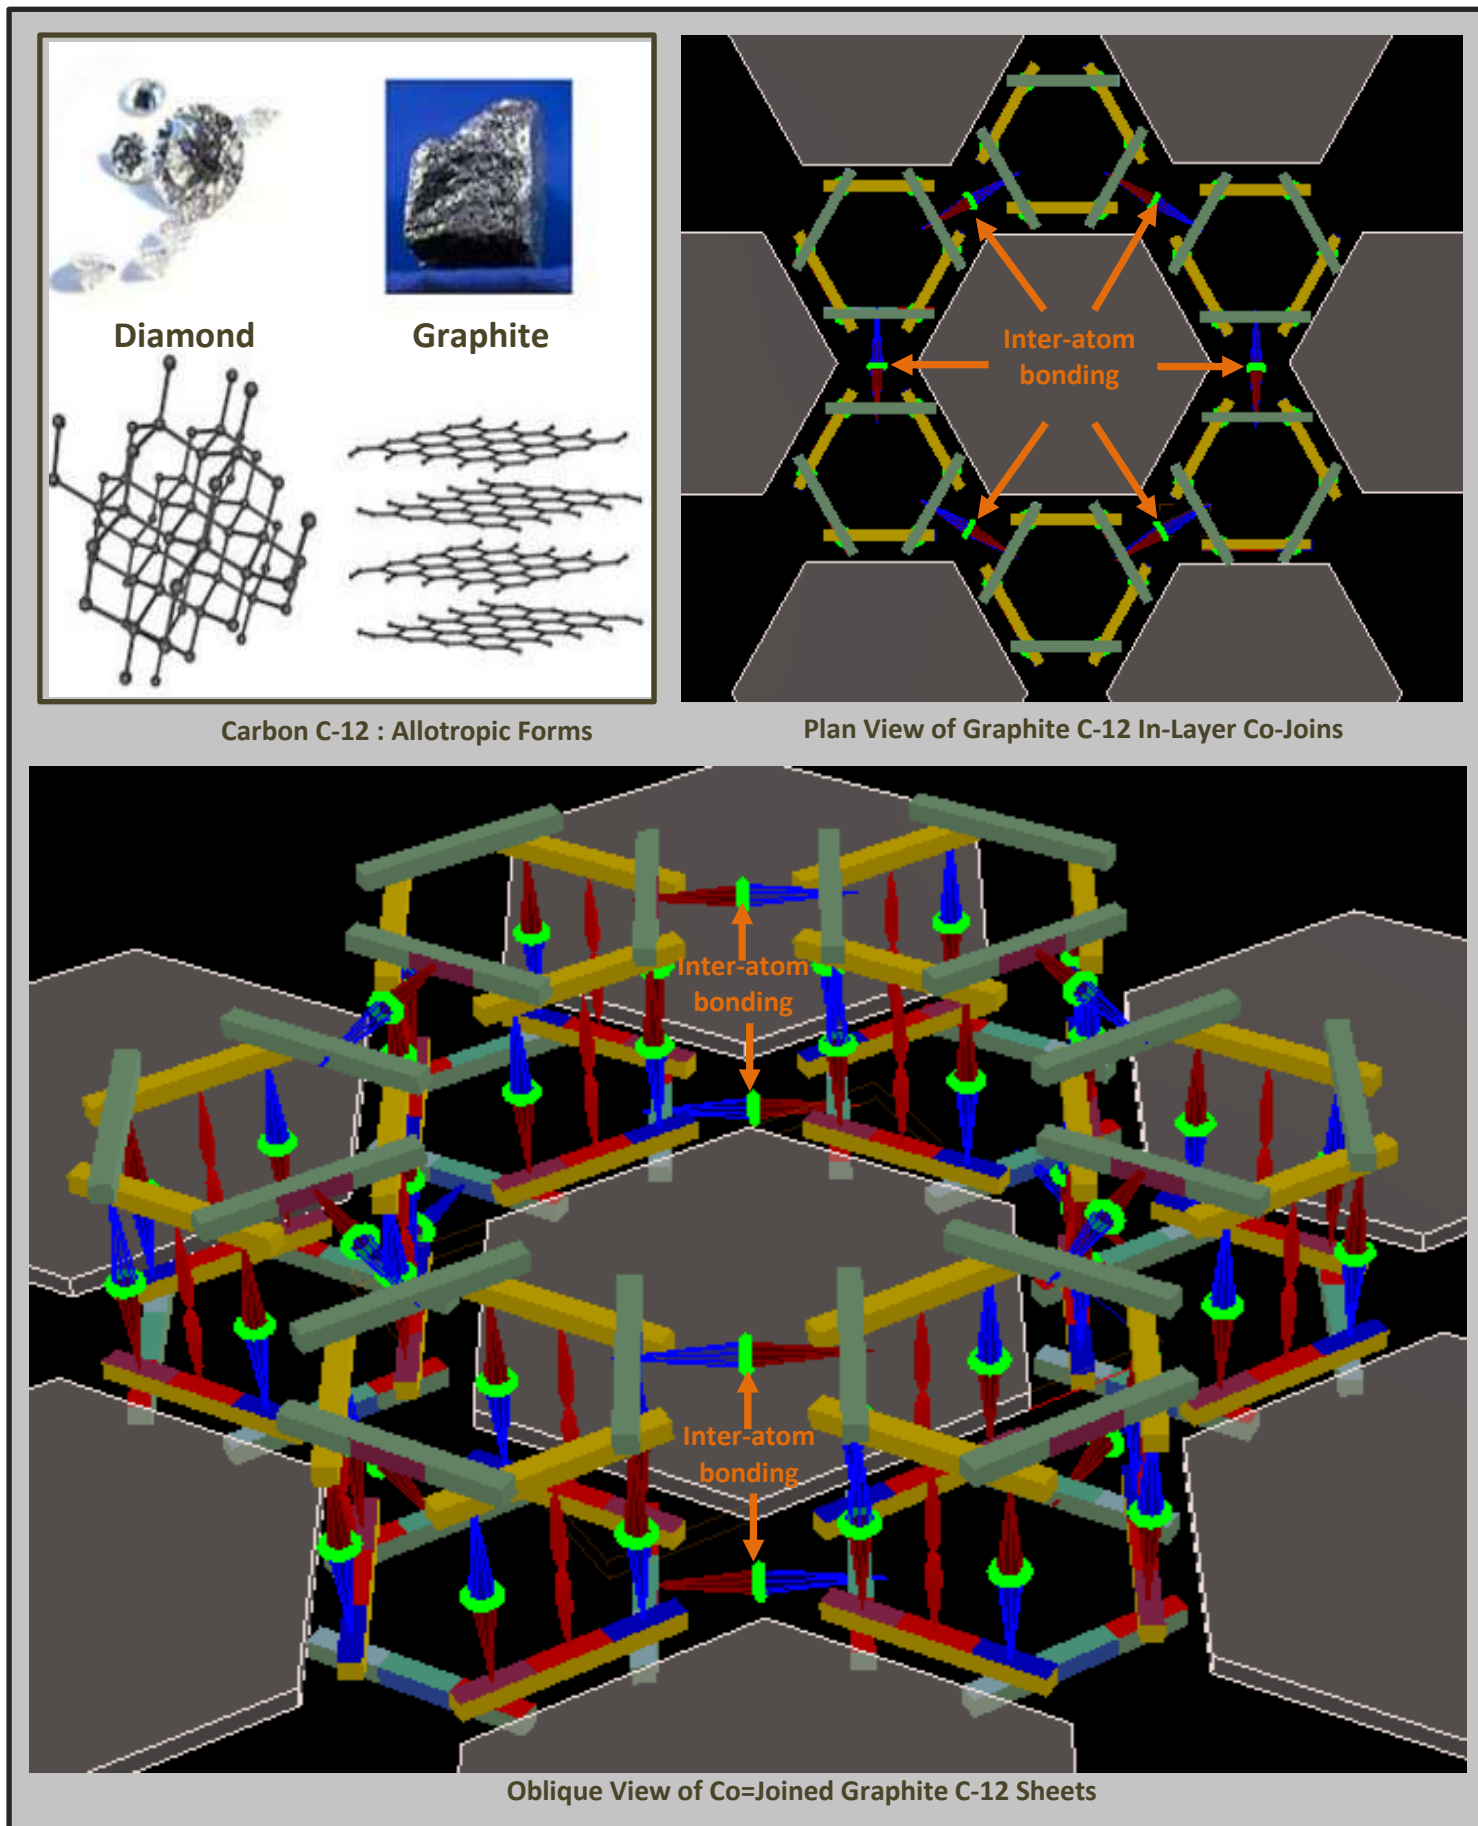 Diamond
Graphite
Carbon C-12 : Allotropic Forms
Inter-atom
bonding
Plan View of Graphite C-12 In-Layer Co-Joins
Inter-atom
bonding
Inter-atom
bonding
Oblique View of Co=Joined Graphite C-12 Sheets